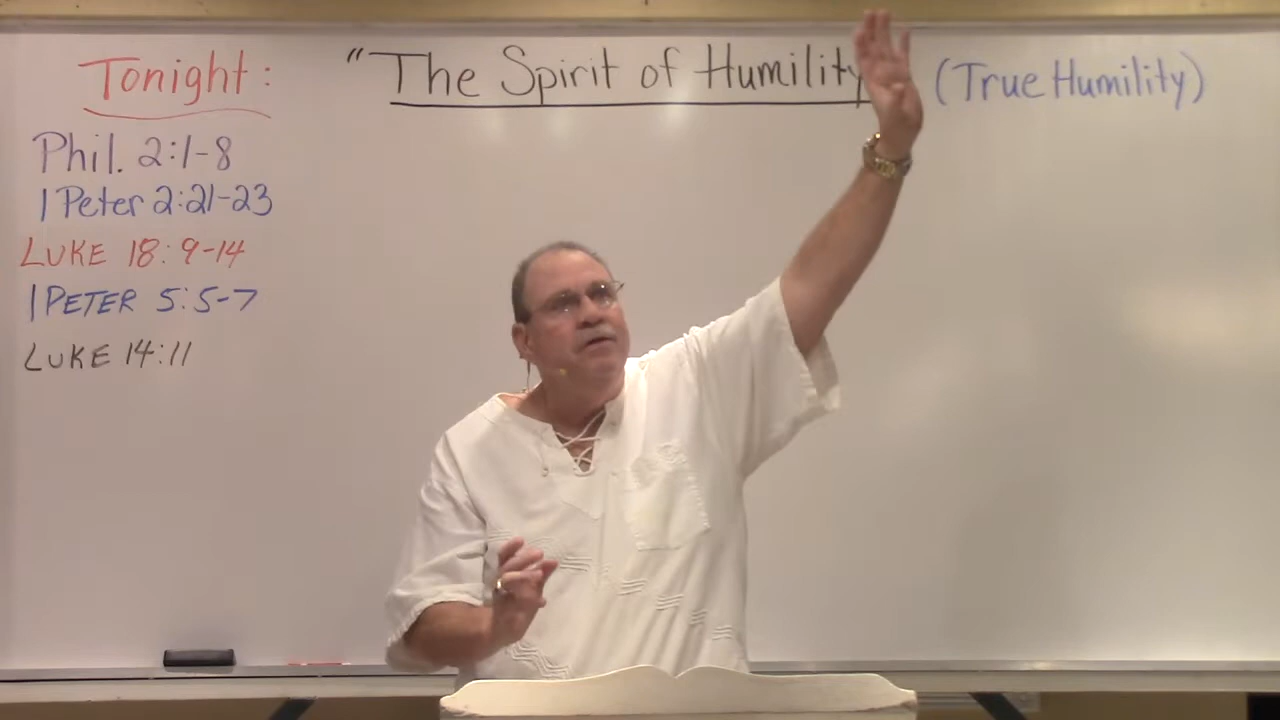 Tonight: "The Spirit of Humility (True Humility)
Phil. 2:1-8
1 Peter 2:21-23
LUKE 18:9-14
1 PETER 5:5-7
LUKE 14:11